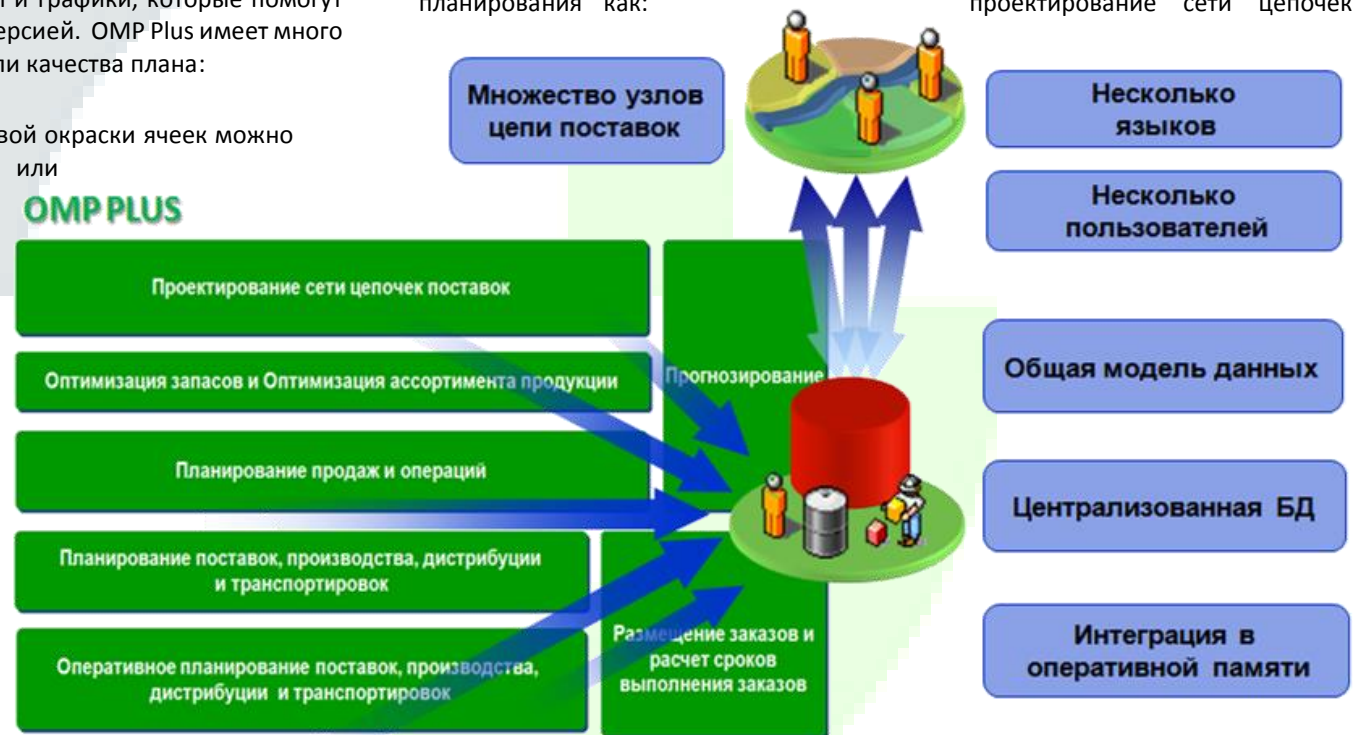 и графики, которые помогут
ерсией. OMP Plus имеет много
ли качества плана:
вой окраски ячеек можно
или
планирования как:
проектирование сети цепочек
Множество узлов
цепи поставок
Несколько
языков
Несколько
пользователей
Общая модель данных
Централизованная БД
Интеграция в
оперативной памяти
OMP PLUS
Проектирование сети цепочек поставок
Оптимизация запасов и Оптимизация ассортимента продукции
Прогнозирование
Планирование продаж и операций
Планирование поставок, производства, дистрибуции
и транспортировок
Оперативное планирование поставок, производства,
дистрибуции и транспортировок
Размещение заказов и
расчет сроков
выполнения заказов